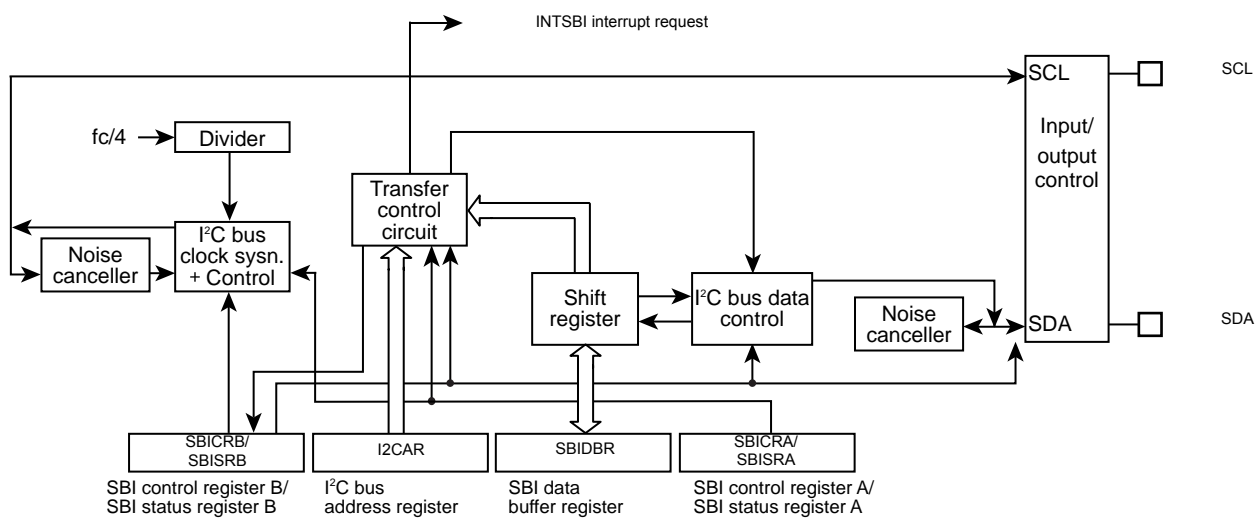 INTSBI interrupt request
SCL
SCL
fc/4
Divider
Input/
output
control
Transfer
control
circuit
I²C bus
clock sysn.
+ Control
Noise
canceller
Shift
register
I²C bus data
control
Noise
canceller
SDA
SDA
SBICRB/
SBISRB
I2CAR
SBIDBR
SBICRA/
SBISRA
SBI control register B/
SBI status register B
I²C bus
address register
SBI data
buffer register
SBI control register A/
SBI status register A